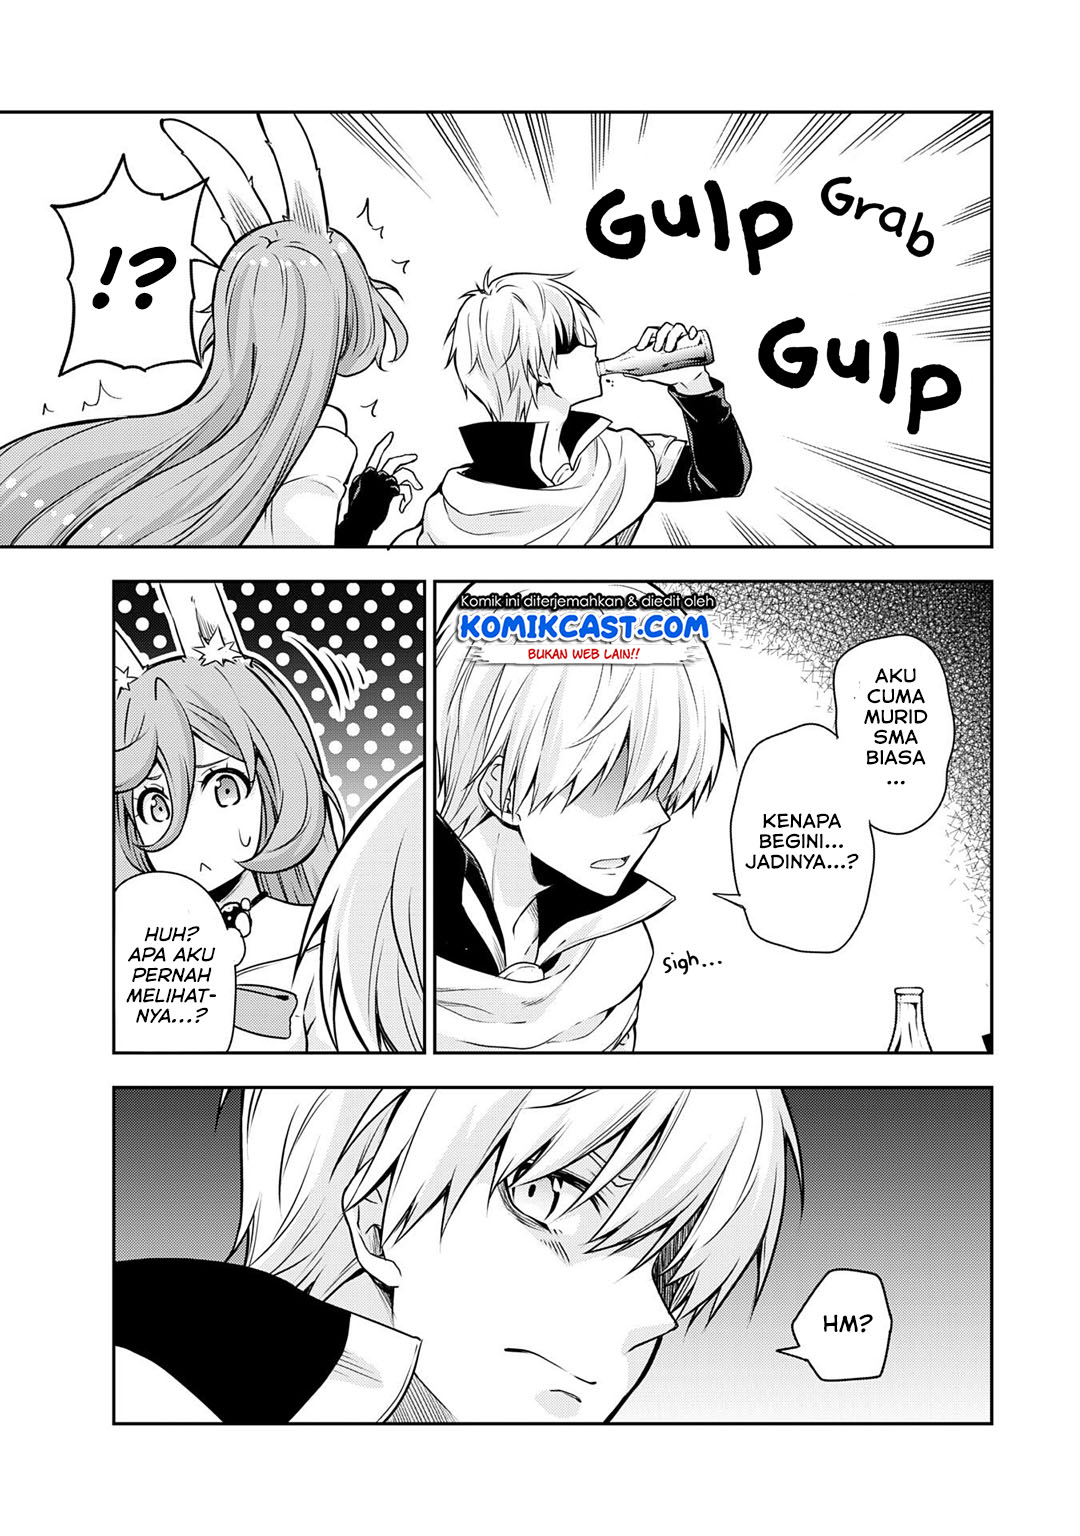 Grab
Gulp
Gulp
!?
Komik ini diterjemahkan & diedit oleh
KOMIKCAST.COM
BUKAN WEB LAIN!!
AKU
CUMA
MURID
SMA
BIASA
...
KENAPA
BEGINI...
JADINYA...?
sigh...
HUH?
APA AKU
PERNAH
MELIHAT-
NYA...?
HM?